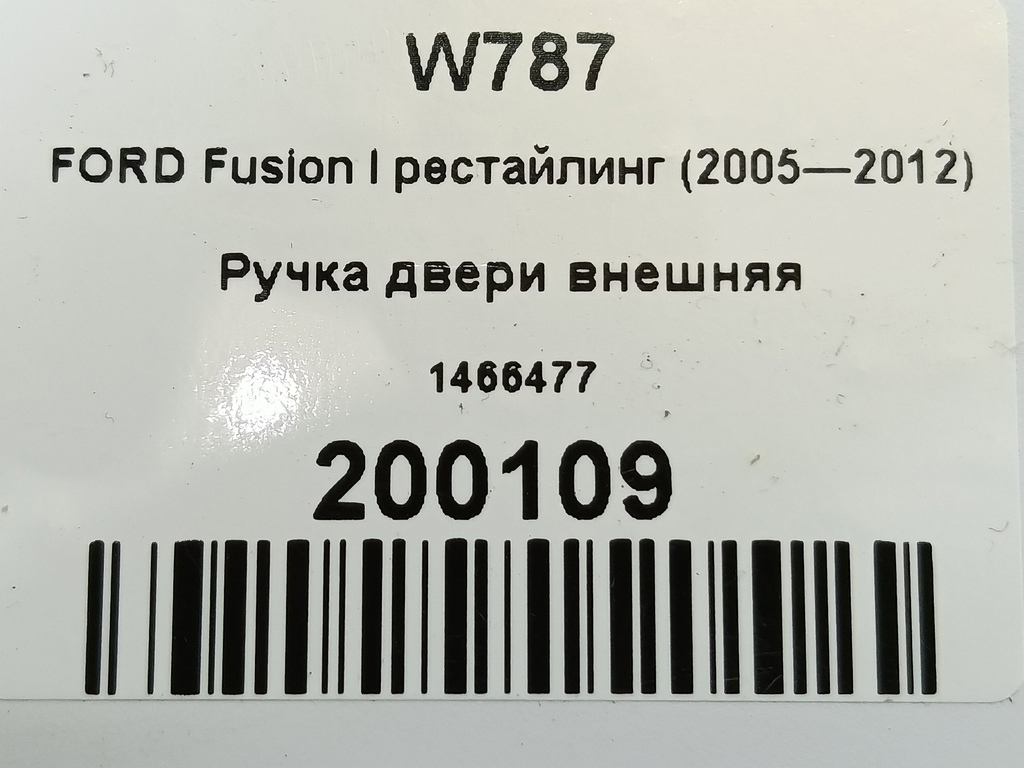 W787
FORD Fusion I рестайлинг (2005—2012)
Ручка двери внешняя
1466477
200109